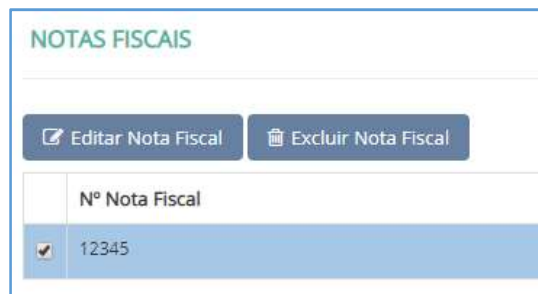 NOTAS FISCAIS
Editar Nota Fiscal Excluir Nota Fiscal
Nº Nota Fiscal
12345